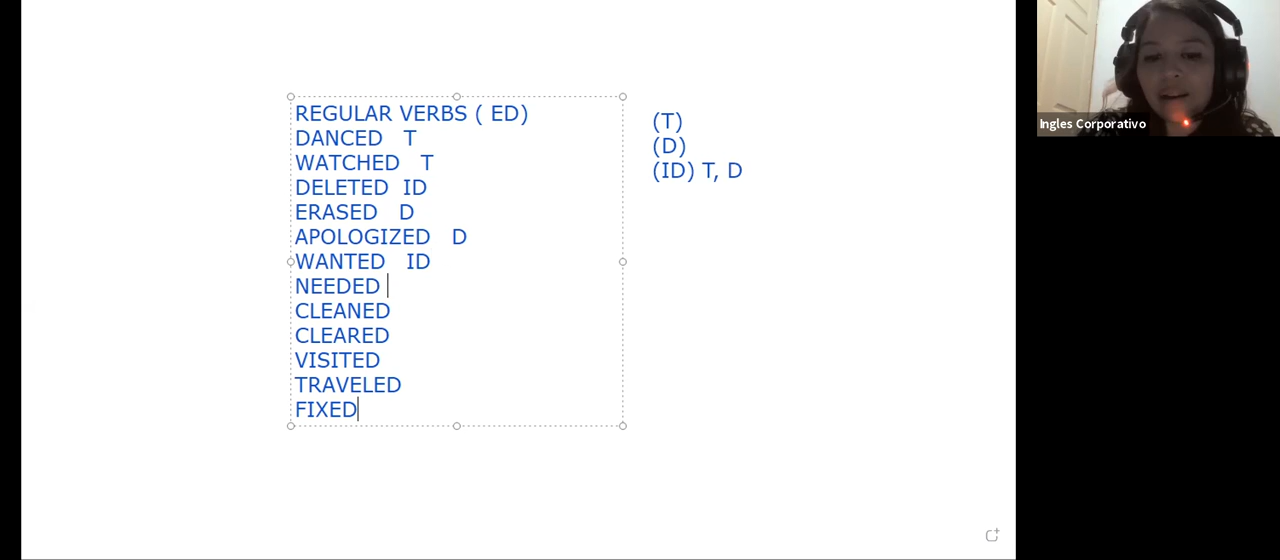 REGULAR VERBS ( ED)
DANCED T
WATCHED T
DELETED ID
ERASED D
APOLOGIZED D
WANTED ID
NEEDED
CLEANED
CLEARED
VISITED
TRAVELED
FIXED
(T)
(D)
(ID) T, D
Ingles Corporativo